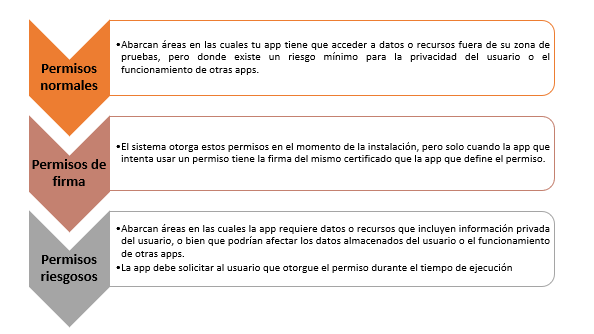 Permisos
normales
•Abarcan áreas en las cuales tu app tiene que acceder a datos o recursos fuera de su zona de
pruebas, pero donde existe un riesgo mínimo para la privacidad del usuario o el
funcionamiento de otras apps.
Permisos de
firma
•El sistema otorga estos permisos en el momento de la instalación, pero solo cuando la app que
intenta usar un permiso tiene la firma del mismo certificado que la app que define el permiso.
Permisos
riesgosos
•Abarcan áreas en las cuales la app requiere datos o recursos que incluyen información privada
del usuario, o bien que podrían afectar los datos almacenados del usuario o el funcionamiento
de otras apps.
•La app debe solicitar al usuario que otorgue el permiso durante el tiempo de ejecución